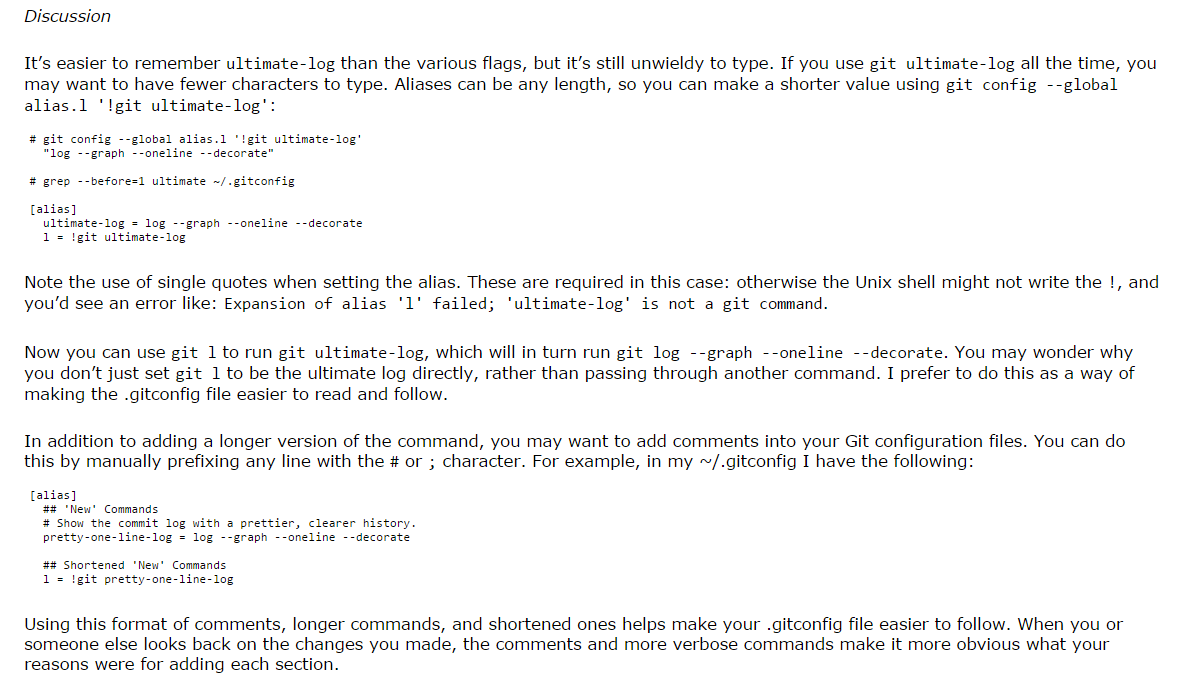 Discussion
It’s easier to remember ultimate-log than the various flags, but it’s still unwieldy to type. If you use git ultimate-log all the time, you
may want to have fewer characters to type. Aliases can be any length, so you can make a shorter value using git config --global
alias.l '!git ultimate-log':
# git config --global alias.l '!git ultimate-log'
"log --graph --oneline --decorate"
# grep --before=1 ultimate ~/.gitconfig
[alias]
ultimate-log = log --graph --oneline --decorate
l = !git ultimate-log
Note the use of single quotes when setting the alias. These are required in this case: otherwise the Unix shell might not write the !, and
you’d see an error like: Expansion of alias 'l' failed; 'ultimate-log' is not a git command.
Now you can use git l to run git ultimate-log, which will in turn run git log --graph --oneline --decorate. You may wonder why
you don’t just set git l to be the ultimate log directly, rather than passing through another command. I prefer to do this as a way of
making the .gitconfig file easier to read and follow.
In addition to adding a longer version of the command, you may want to add comments into your Git configuration files. You can do
this by manually prefixing any line with the # or ; character. For example, in my ~/.gitconfig I have the following:
[alias]
## 'New' Commands
# Show the commit log with a prettier, clearer history.
pretty-one-line-log = log --graph --oneline --decorate
## Shortened 'New' Commands
l = !git pretty-one-line-log
Using this format of comments, longer commands, and shortened ones helps make your .gitconfig file easier to follow. When you or
someone else looks back on the changes you made, the comments and more verbose commands make it more obvious what your
reasons were for adding each section.